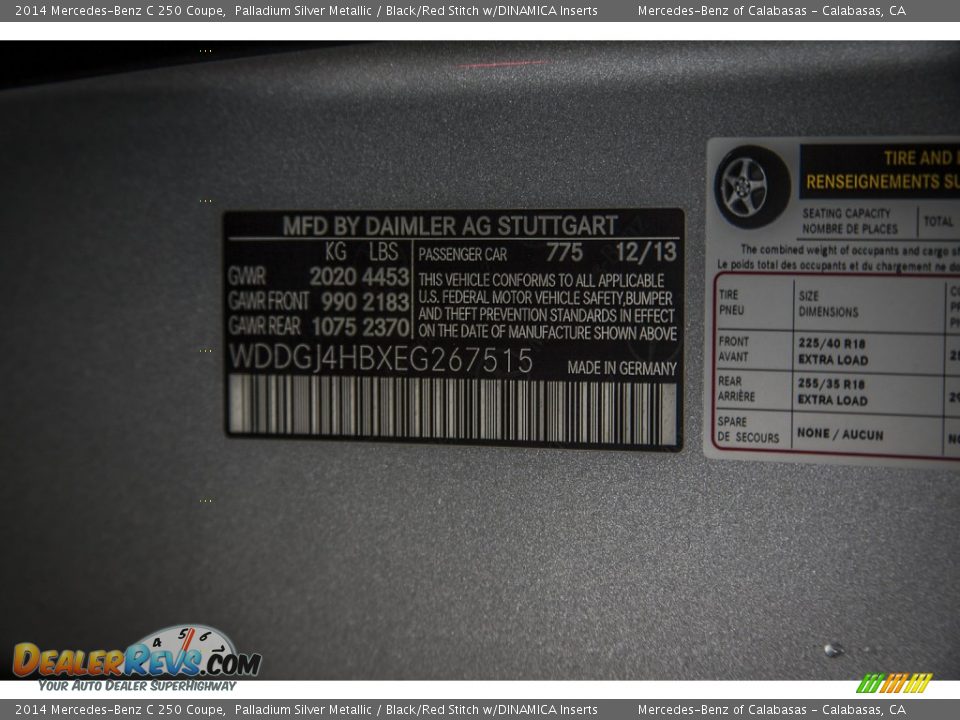 2014 Mercedes-Benz C 250 Coupe, Palladium Silver Metallic / Black/Red Stitch w/DINAMICA Inserts Mercedes-Benz of Calabasas - Calabasas, CA
MFD BY DAIMLER AG STUTTGART
KG LBS
GVWR 2020 4453
GAWR FRONT 990 2183
GAWR REAR 1075 2370
PASSENGER CAR 775 12/13
THIS VEHICLE CONFORMS TO ALL APPLICABLE
U.S. FEDERAL MOTOR VEHICLE SAFETY,BUMPER
AND THEFT PREVENTION STANDARDS IN EFFECT
ON THE DATE OF MANUFACTURE SHOWN ABOVE
WDDGJ4HBXEG267515 MADE IN GERMANY
TIRE AND
RENSEIGNEMENTS
SEATING CAPACITY
NOMBRE DE PLACES
TOTAL
The combined weight of occupants and cargo
Le poids total des occupants et du chargement ne
TIRE
PNEU
SIZE
DIMENSIONS
FRONT
AVANT
225/40 R18
EXTRA LOAD
REAR
ARRIÈRE
255/35 R18
EXTRA LOAD
SPARE
DE SECOURS
NONE / AUCUN
4 5 6 7
DEALERREVS.COM
YOUR AUTO DEALER SUPERHIGHWAY
2014 Mercedes-Benz C 250 Coupe, Palladium Silver Metallic / Black/Red Stitch w/DINAMICA Inserts Mercedes-Benz of Calabasas - Calabasas, CA